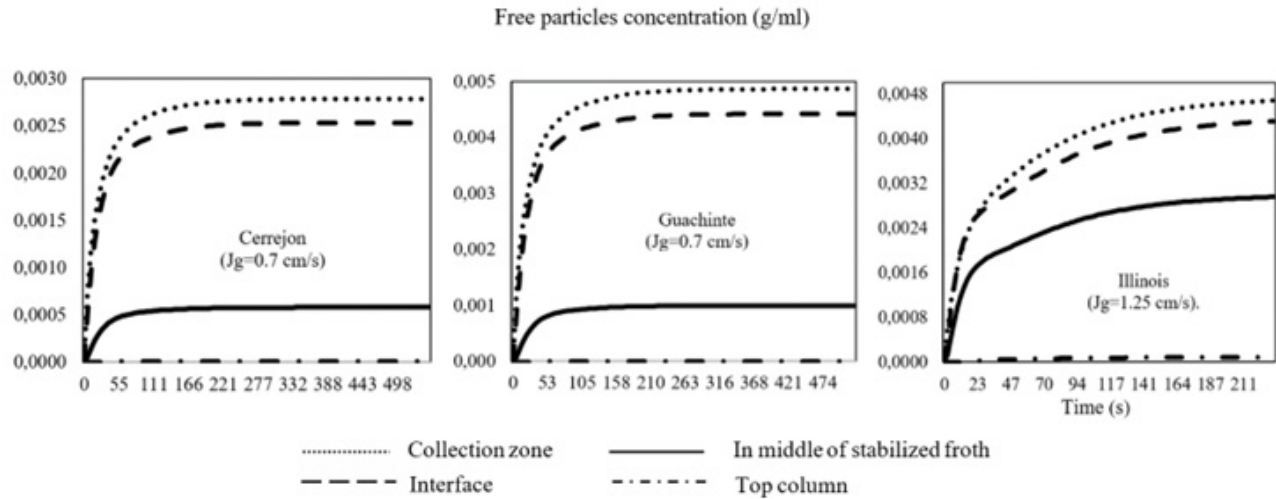 Free particles concentration (g/ml)
0,0030
0,0025
0,0020
0,0015
0,0010
0,0005
0,0000
Cerrejon
(Jg=0.7 cm/s)
0 55 111 166 221 277 332 388 443 498
0,005
0,004
0,003
0,002
0,001
0,000
Guachinte
(Jg=0.7 cm/s)
0 53 105 158 210 263 316 368 421 474
0,0048
0,0040
0,0032
0,0024
0,0016
0,0008
0,0000
Illinois
(Jg=1.25 cm/s).
0 23 47 70 94 117 141 164 187 211
Time (s)
Collection zone
In middle of stabilized froth
Interface
Top column